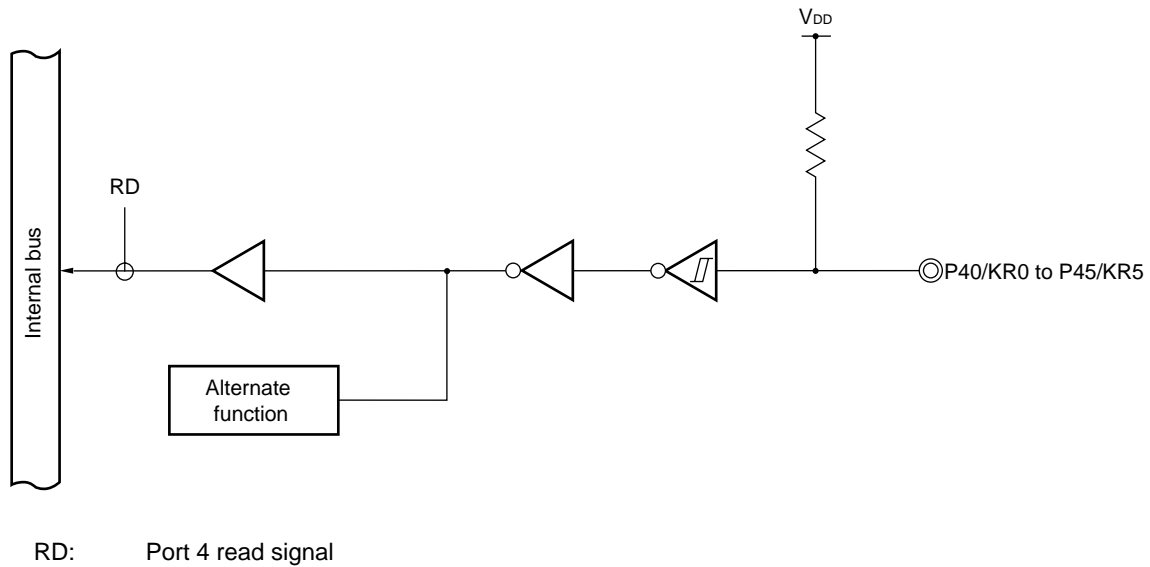 VDD
RD
Internal bus
P40/KR0 to P45/KR5
Alternate
function
RD: Port 4 read signal